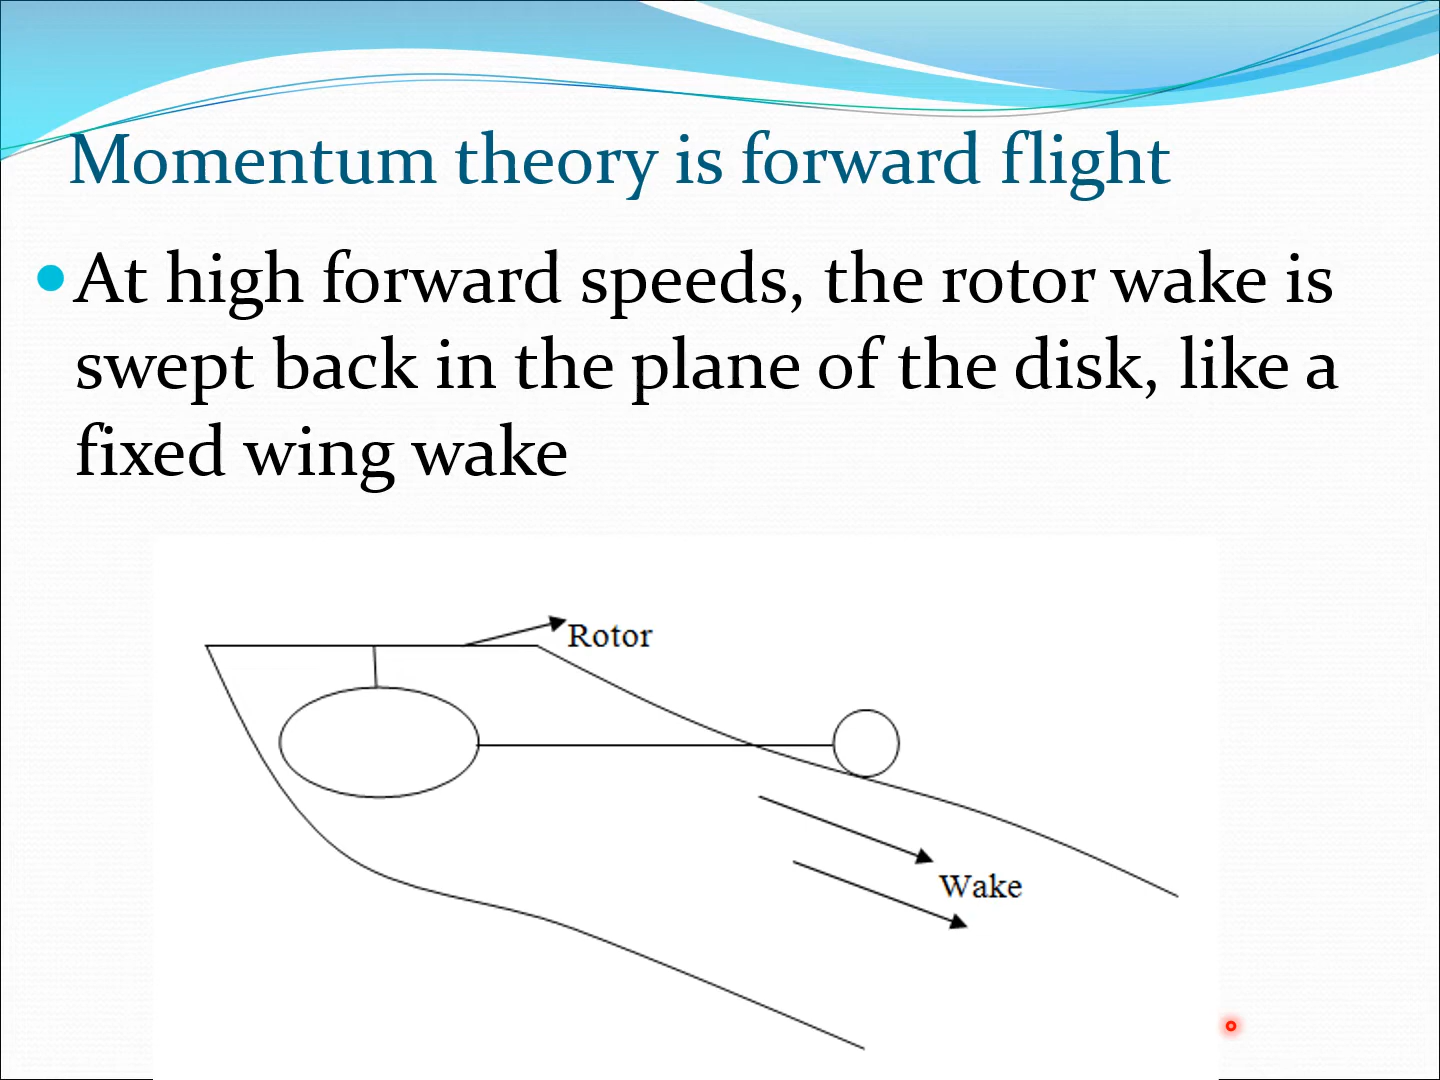 Momentum theory is forward flight
At high forward speeds, the rotor wake is
swept back in the plane of the disk, like a
fixed wing wake
Rotor
Wake